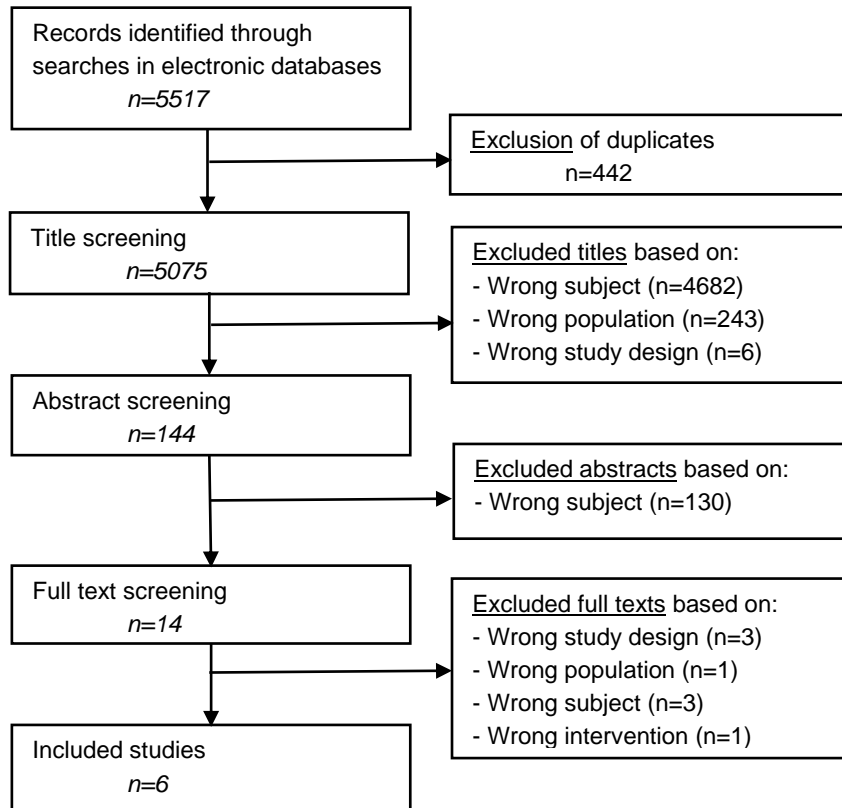 Records identified through
searches in electronic databases
n=5517
Exclusion of duplicates
n=442
Title screening
n=5075
Excluded titles based on:
- Wrong subject (n=4682)
- Wrong population (n=243)
- Wrong study design (n=6)
Abstract screening
n=144
Excluded abstracts based on:
- Wrong subject (n=130)
Full text screening
n=14
Excluded full texts based on:
- Wrong study design (n=3)
- Wrong population (n=1)
- Wrong subject (n=3)
- Wrong intervention (n=1)
Included studies
n=6